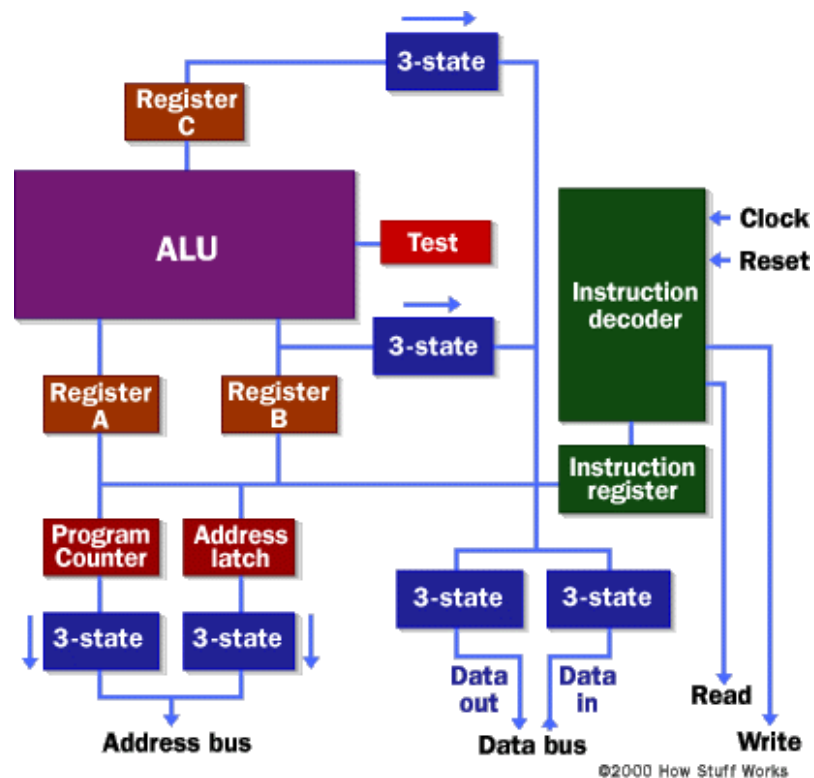 3-state
Register
C
ALU
Test
Clock
Reset
Instruction
decoder
3-state
Register
A
Register
B
Instruction
register
Program
Counter
Address
latch
3-state
3-state
3-state
3-state
Data
out
Data
in
Read
Address bus
Data bus
Write
©2000 How Stuff Works